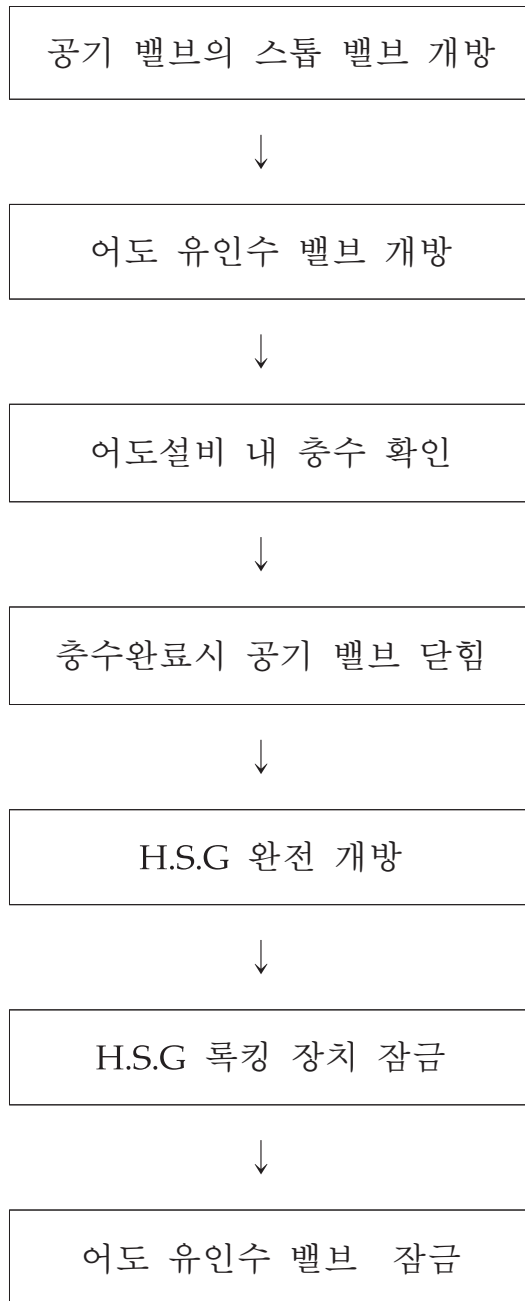 공기 밸브의 스톱 밸브 개방
↓
어도 유인수 밸브 개방
↓
어도설비 내 충수 확인
↓
충수완료시 공기 밸브 닫힘
↓
H.S.G 완전 개방
↓
H.S.G 록킹 장치 잠금
↓
어도 유인수 밸브 잠금